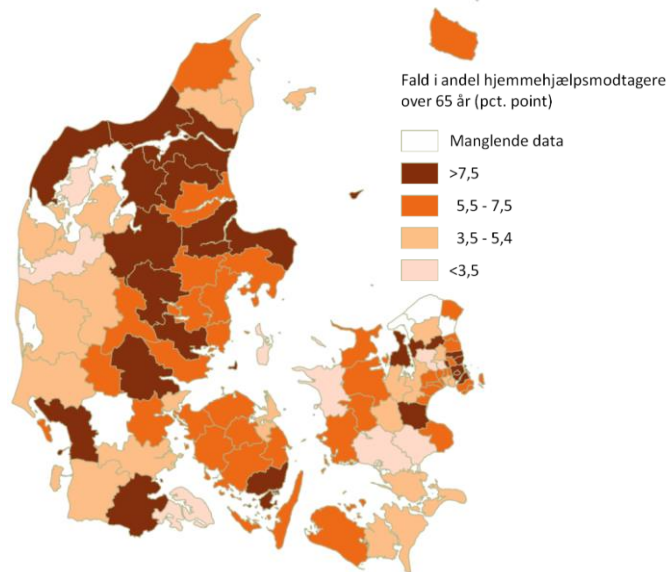 Fald i andel hjemmehjælpsmodtagere
over 65 år (pct. point)
Manglende data
>7,5
5,5 - 7,5
3,5 - 5,4
<3,5